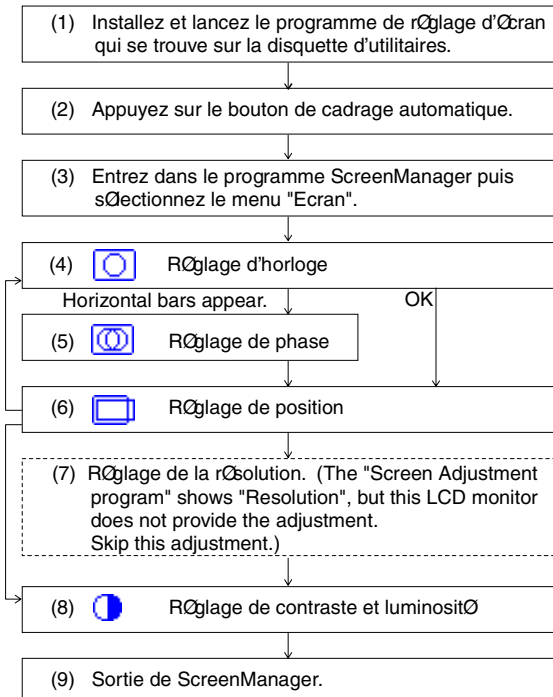 (1) Installez et lancez le programme de rØglage d'Øcran
qui se trouve sur la disquette d'utilitaires.
(2) Appuyez sur le bouton de cadrage automatique.
(3) Entrez dans le programme ScreenManager puis
sØlectionnez le menu "Ecran".
(4) RØglage d'horloge
Horizontal bars appear. OK
(5) RØglage de phase
(6) RØglage de position
(7) RØglage de la rØsolution. (The "Screen Adjustment
program" shows "Resolution", but this LCD monitor
does not provide the adjustment.
Skip this adjustment.)
(8) RØglage de contraste et luminositØ
(9) Sortie de ScreenManager.